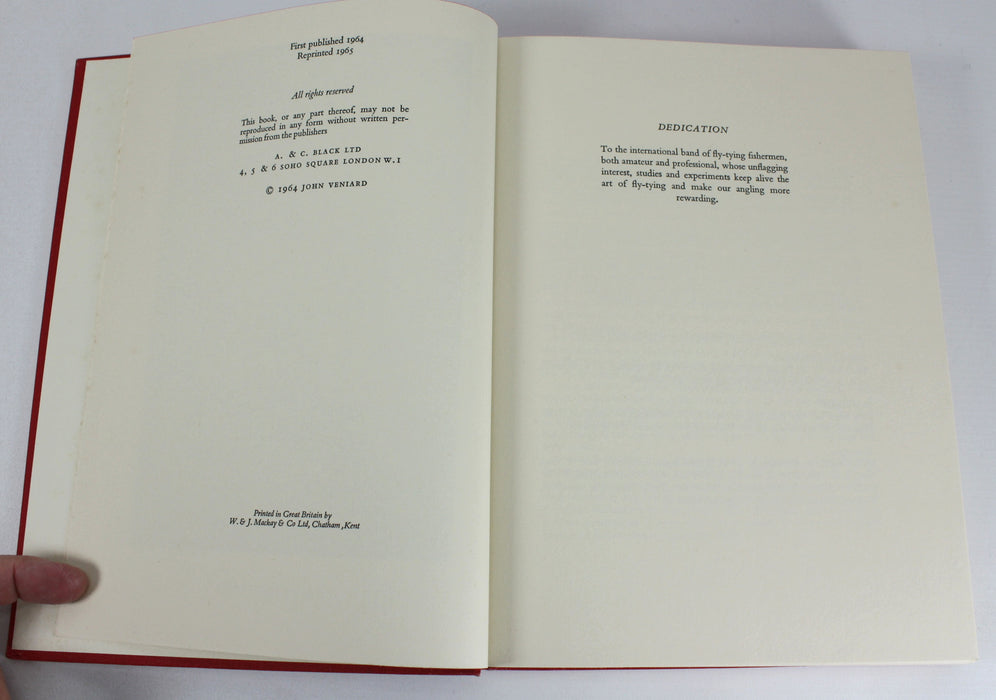 First published 1964
Reprinted 1965
All rights reserved
This book, or any part thereof, may not be
reproduced in any form without written per-
mission from the publishers
A. & C. BLACK LTD
4, 5 & 6 SOHO SQUARE LONDON W.1
© 1964 JOHN VENIARD
Printed in Great Britain by
W. & J. Mackay & Co Ltd, Chatham ,Kent
DEDICATION
To the international band of fly-tying fishermen,
both amateur and professional, whose unflagging
interest, studies and experiments keep alive the
art of fly-tying and make our angling more
rewarding.